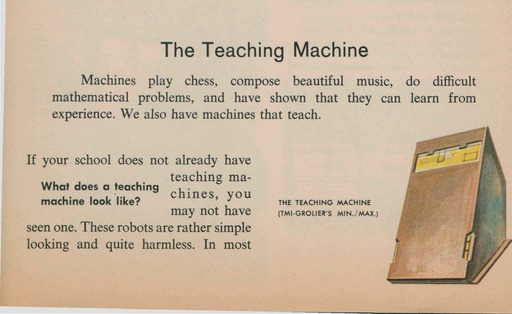 The Teaching Machine
Machines play chess, compose beautiful music, do difficult
mathematical problems, and have shown that they can learn from
experience. We also have machines that teach.
If your school does not already have
What does a teaching
machine look like?
teaching ma-
chines, you
may not have
seen one. These robots are rather simple
looking and quite harmless. In most
THE TEACHING MACHINE
(TMI-GROLIER'S MIN./MAX.)